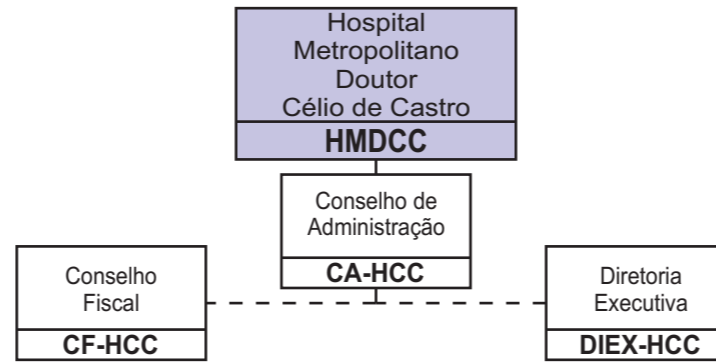 Hospital
Metropolitano
Doutor
Célio de Castro
HMDCC
Conselho de
Administração
CA-HCC
Conselho
Fiscal
CF-HCC
Diretoria
Executiva
DIEX-HCC